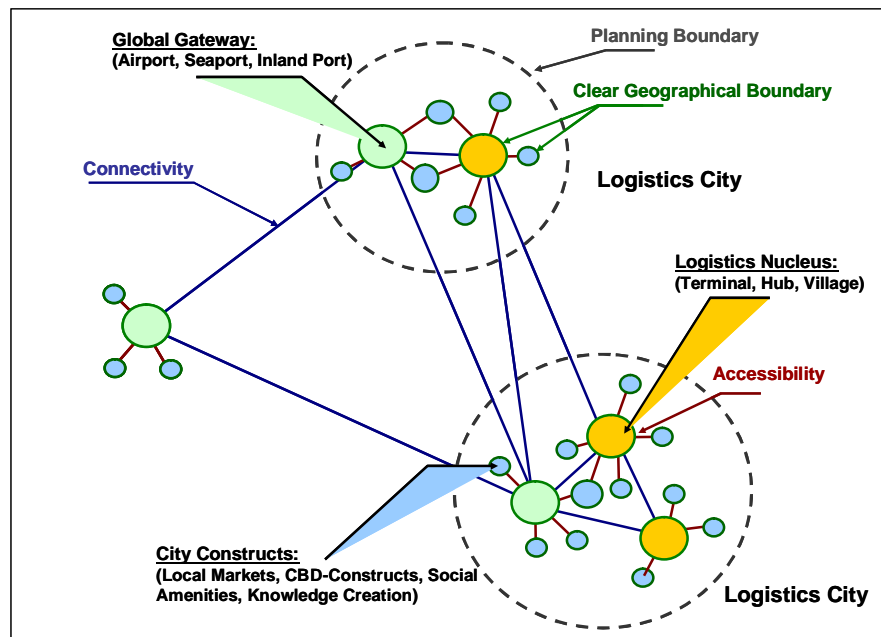 Global Gateway:
(Airport, Seaport, Inland Port)
Planning Boundary
Clear Geographical Boundary
Connectivity
Logistics City
Logistics Nucleus:
(Terminal, Hub, Village)
Accessibility
City Constructs:
(Local Markets, CBD-Constructs, Social
Amenities, Knowledge Creation)
Logistics City